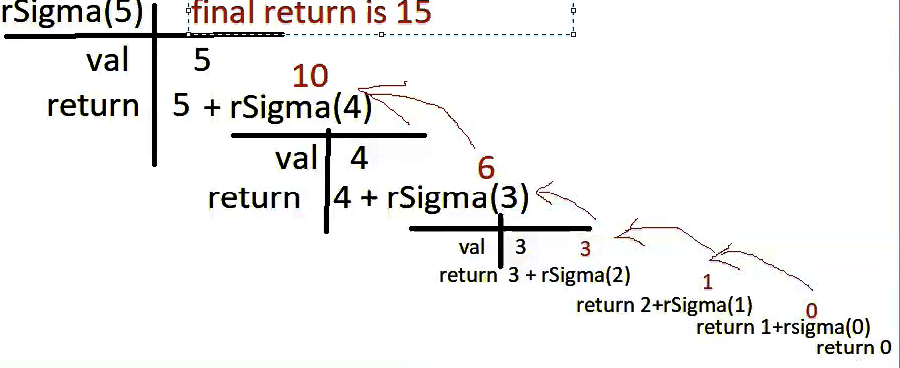 rSigma(5) final return is 15
val 5
10
return 5 + rSigma(4)
val 4
6
return 4 + rSigma(3)
val 3 3
return 3 + rSigma(2)
1
return 2+rSigma(1)
0
return 1+rsigma(0)
return 0